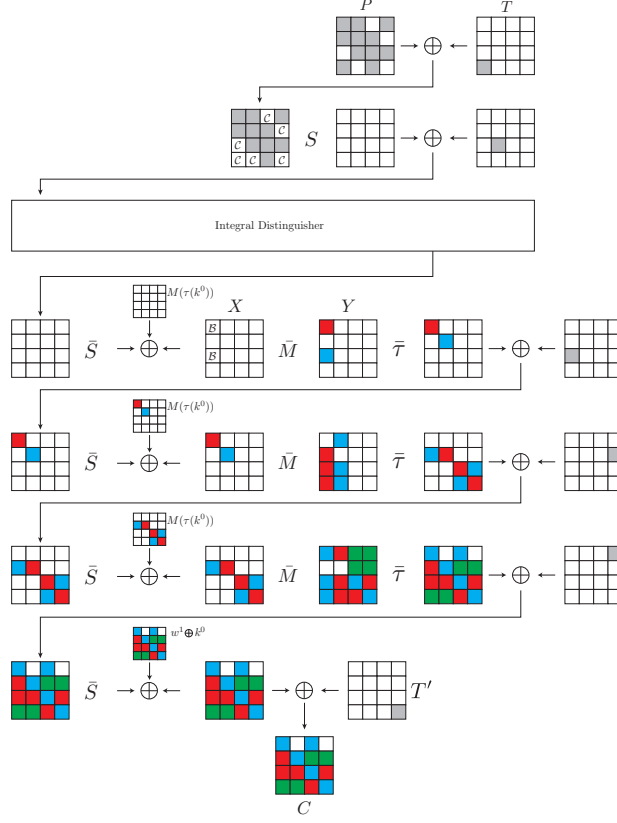 P T
C
C
C
C C C
S
Integral Distinguisher
M(τ(k⁰))
X Y
B
B
S̄ M̄ τ̄
M(τ(k⁰))
S̄ M̄ τ̄
M(τ(k⁰))
S̄ M̄ τ̄
w¹⊕k⁰
S̄ T′
C